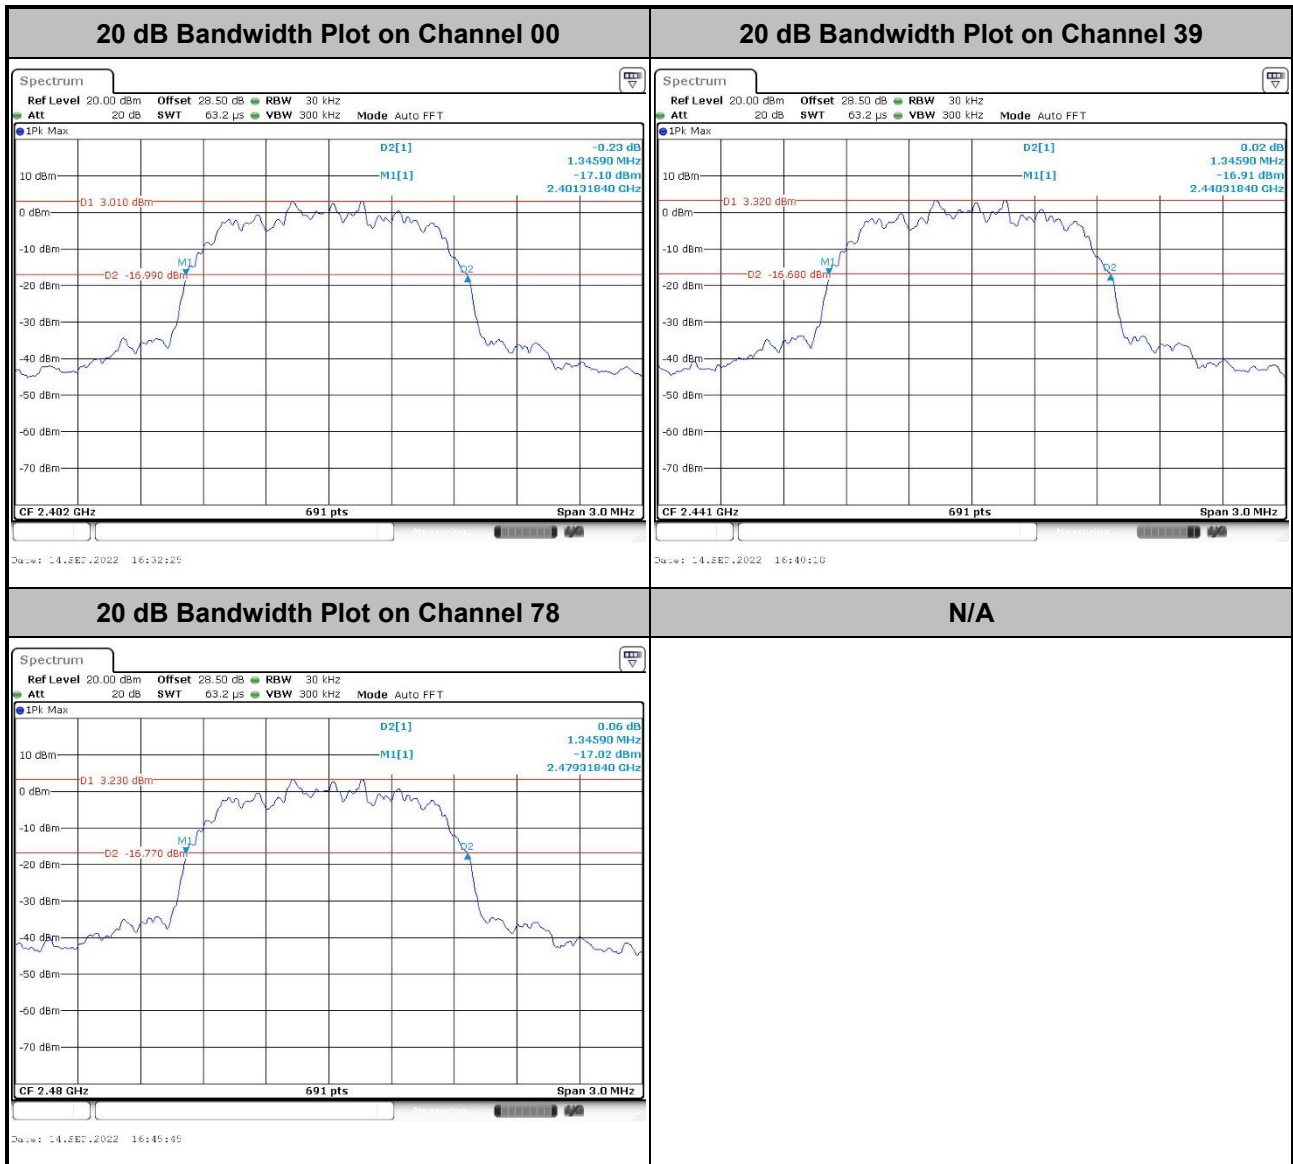 20 dB Bandwidth Plot on Channel 00
20 dB Bandwidth Plot on Channel 39
Spectrum
Ref Level 20.00 dBm Offset 28.50 dB RBW 30 kHz
Att 20 dB SWT 63.2 µs VBW 300 kHz Mode Auto FFT
1Pk Max
D2[1] -0.23 dB
1.34590 MHz
M1[1] -17.10 dBm
2.40131840 GHz
10 dBm
D1 3.010 dBm
0 dBm
-10 dBm
M1
D2
D2 -16.990 dBm
-20 dBm
-30 dBm
-40 dBm
-50 dBm
-60 dBm
-70 dBm
CF 2.402 GHz 691 pts Span 3.0 MHz
Date: 14.SEP.2022 16:32:25
Spectrum
Ref Level 20.00 dBm Offset 28.50 dB RBW 30 kHz
Att 20 dB SWT 63.2 µs VBW 300 kHz Mode Auto FFT
1Pk Max
D2[1] 0.02 dB
1.34590 MHz
M1[1] -16.91 dBm
2.44031840 GHz
10 dBm
D1 3.320 dBm
0 dBm
-10 dBm
M1
D2
D2 -16.680 dBm
-20 dBm
-30 dBm
-40 dBm
-50 dBm
-60 dBm
-70 dBm
CF 2.441 GHz 691 pts Span 3.0 MHz
Date: 14.SEP.2022
20 dB Bandwidth Plot on Channel 78
N/A
Spectrum
Ref Level 20.00 dBm Offset 28.50 dB RBW 30 kHz
Att 20 dB SWT 63.2 µs VBW 300 kHz Mode Auto FFT
1Pk Max
D2[1] 0.06 dB
1.34590 MHz
M1[1] -17.02 dBm
2.47931840 GHz
10 dBm
D1 3.230 dBm
0 dBm
-10 dBm
M1
D2
D2 -16.770 dBm
-20 dBm
-30 dBm
-40 dBm
-50 dBm
-60 dBm
-70 dBm
CF 2.48 GHz 691 pts Span 3.0 MHz
Date: 14.SEP.2022